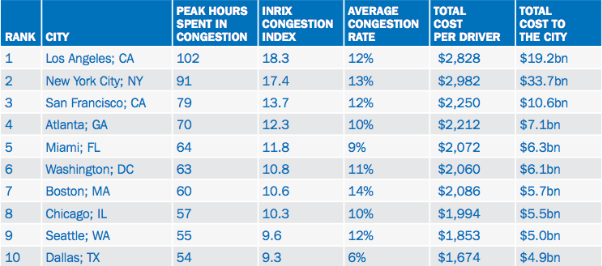 RANK CITY PEAK HOURS SPENT IN CONGESTION INRIX CONGESTION INDEX AVERAGE CONGESTION RATE TOTAL COST PER DRIVER TOTAL COST TO THE CITY
1 Los Angeles; CA 102 18.3 12% $2,828 $19.2bn
2 New York City; NY 91 17.4 13% $2,982 $33.7bn
3 San Francisco; CA 79 13.7 12% $2,250 $10.6bn
4 Atlanta; GA 70 12.3 10% $2,212 $7.1bn
5 Miami; FL 64 11.8 9% $2,072 $6.3bn
6 Washington; DC 63 10.8 11% $2,060 $6.1bn
7 Boston; MA 60 10.6 14% $2,086 $5.7bn
8 Chicago; IL 57 10.3 10% $1,994 $5.5bn
9 Seattle; WA 55 9.6 12% $1,853 $5.0bn
10 Dallas; TX 54 9.3 6% $1,674 $4.9bn